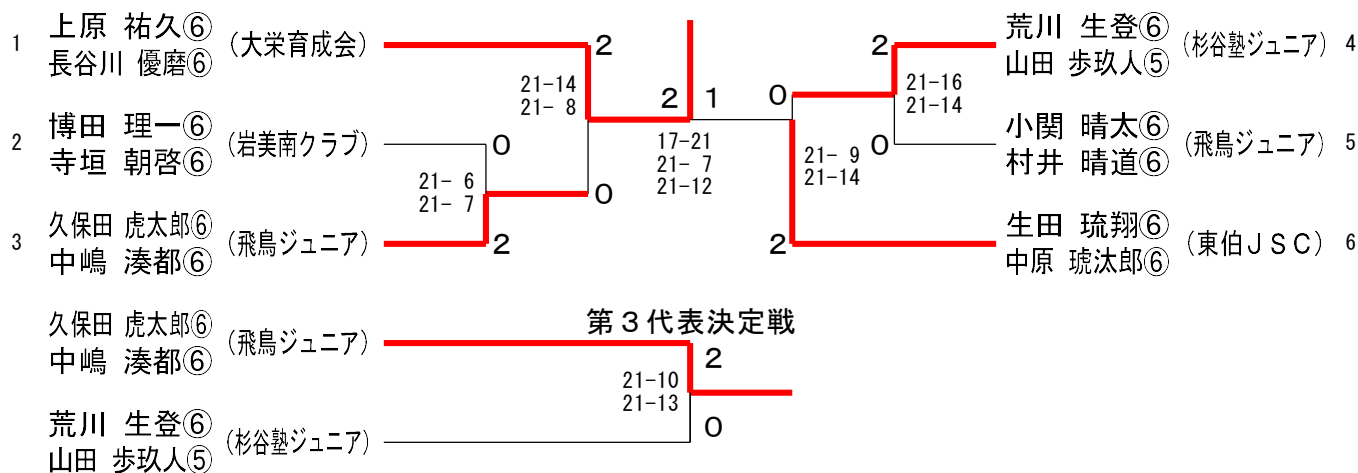 1 上原 祐久⑥ (大栄育成会)
長谷川 優磨⑥
2
21-14
21- 8
2 博田 理一⑥ (岩美南クラブ)
寺垣 朝啓⑥
0
21- 6
21- 7
0
3 久保田 虎太郎⑥ (飛鳥ジュニア)
中嶋 湊都⑥
2
2 1
17-21
21- 7
21-12
荒川 生登⑥ (杉谷塾ジュニア) 4
山田 歩玖人⑤
2
21-16
21-14
0
小関 晴太⑥ (飛鳥ジュニア) 5
村井 晴道⑥
0
21- 9
21-14
生田 琉翔⑥ (東伯JSC) 6
中原 琥汰郎⑥
2
第3代表決定戦
久保田 虎太郎⑥ (飛鳥ジュニア)
中嶋 湊都⑥
2
21-10
21-13
0
荒川 生登⑥ (杉谷塾ジュニア)
山田 歩玖人⑤